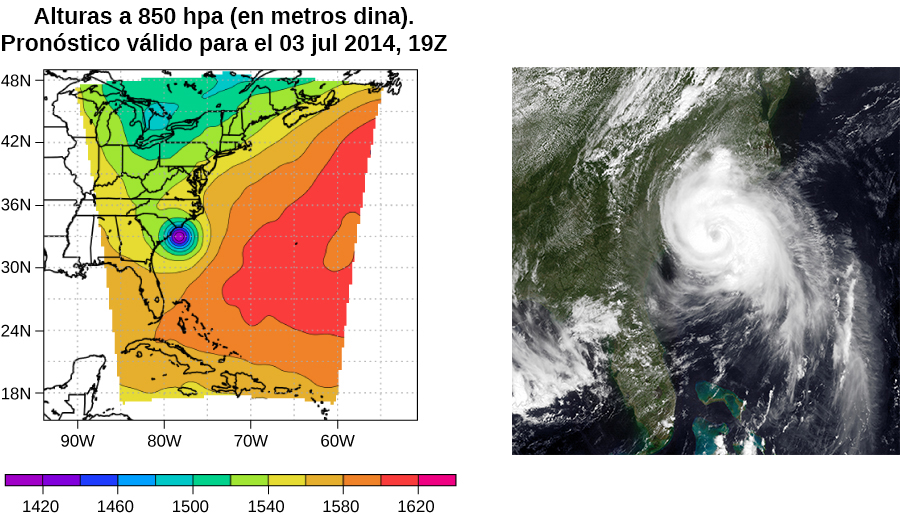 Alturas a 850 hpa (en metros dina).
Pronóstico válido para el 03 jul 2014, 19Z
48N
42N
36N
30N
24N
18N
90W 80W 70W 60W
1420 1460 1500 1540 1580 1620